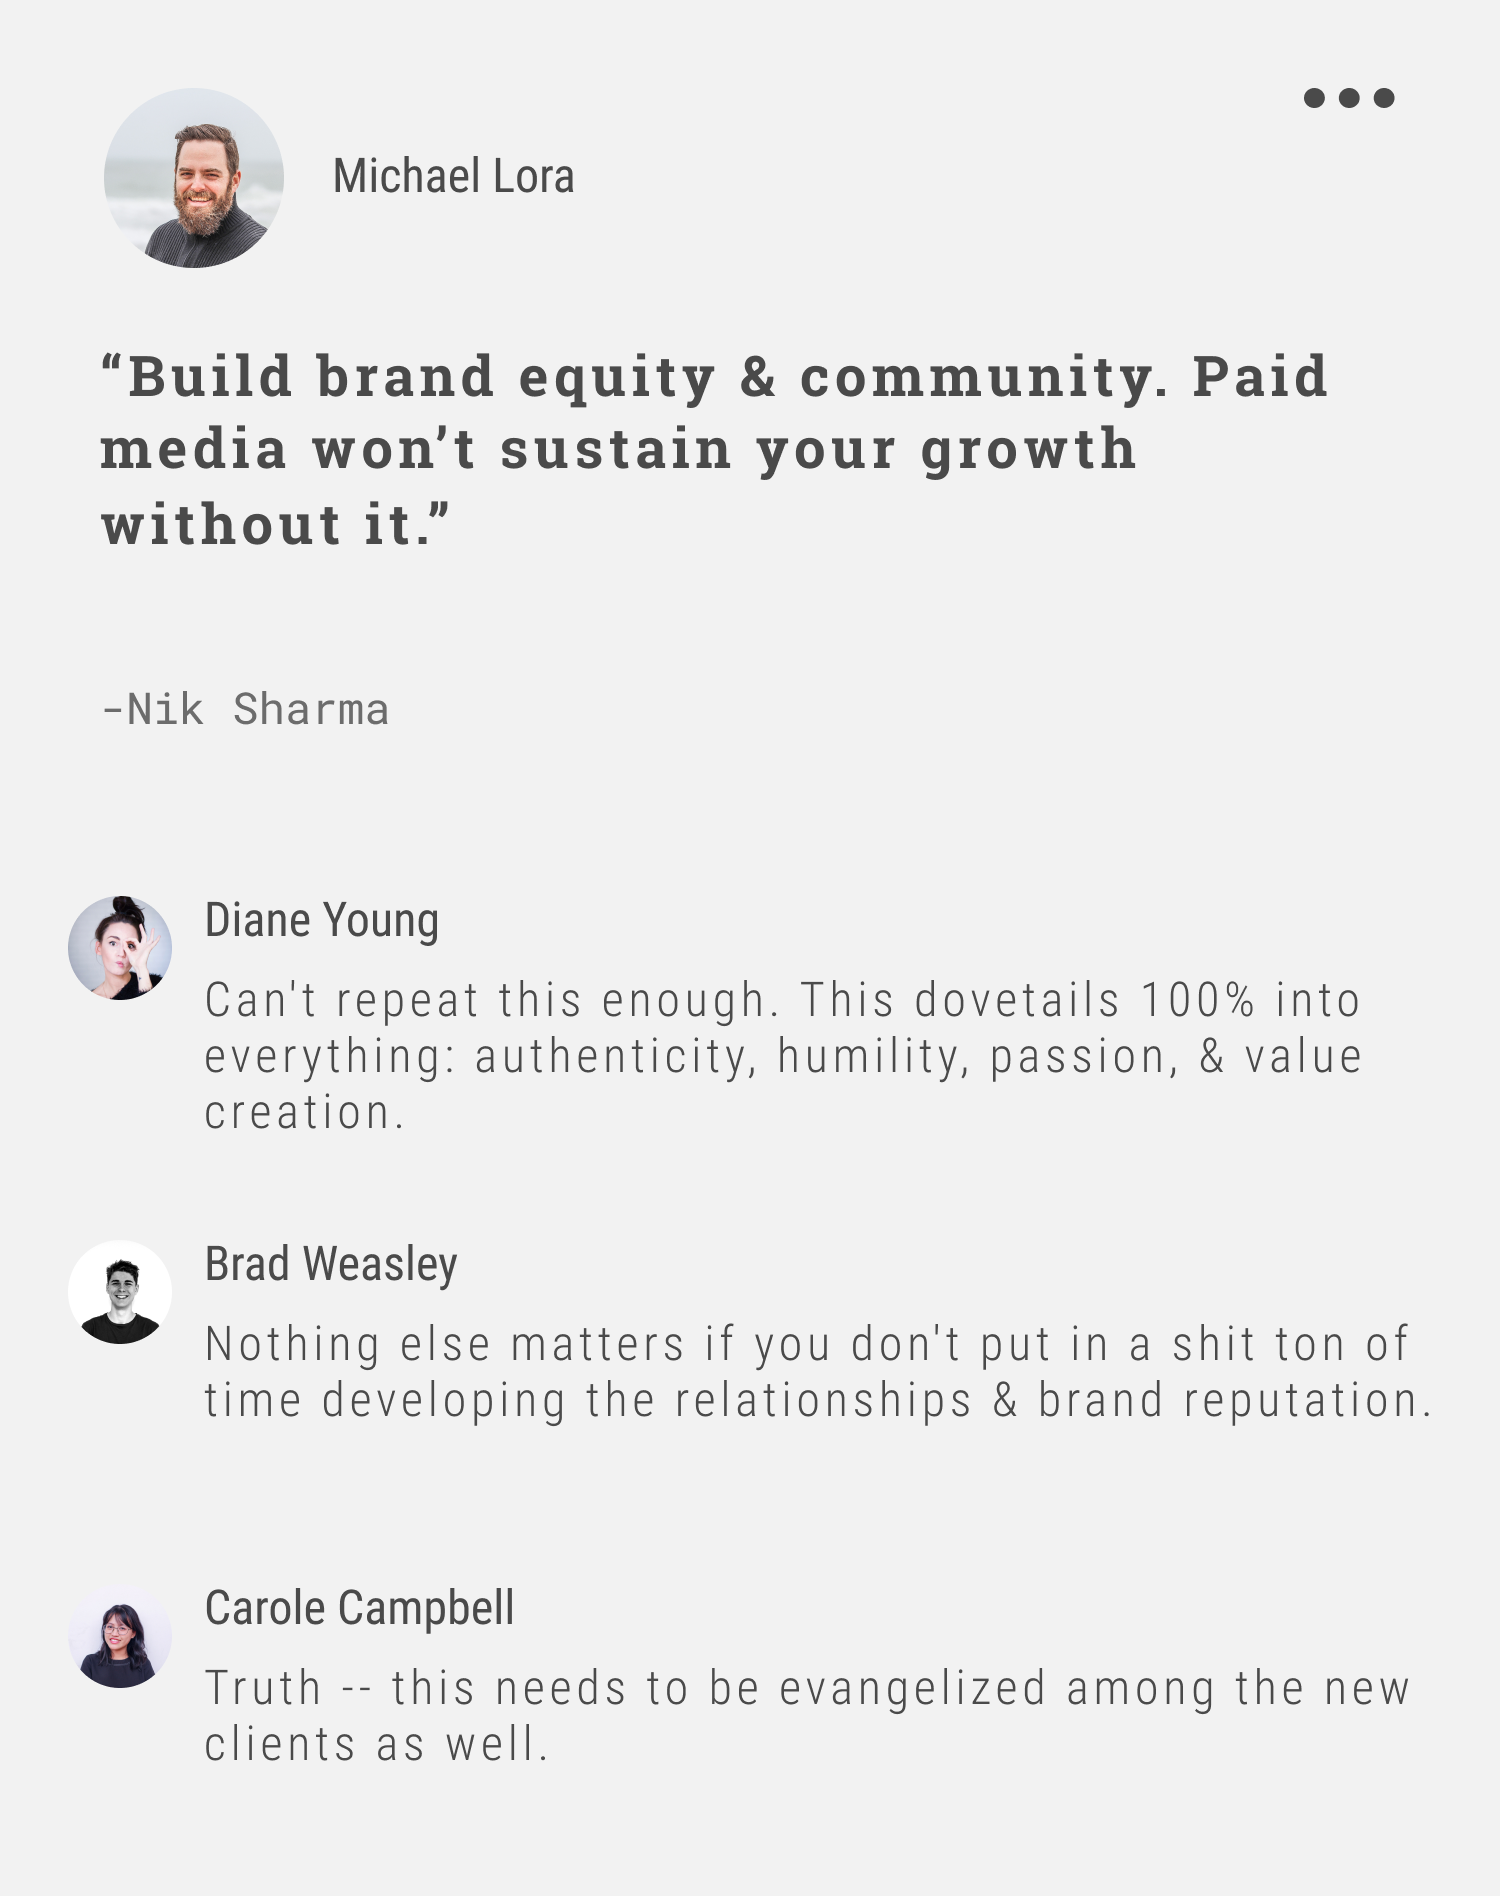 Michael Lora
“Build brand equity & community. Paid
media won’t sustain your growth
without it.”
-Nik Sharma
Diane Young
Can't repeat this enough. This dovetails 100% into
everything: authenticity, humility, passion, & value
creation.
Brad Weasley
Nothing else matters if you don't put in a shit ton of
time developing the relationships & brand reputation.
Carole Campbell
Truth -- this needs to be evangelized among the new
clients as well.